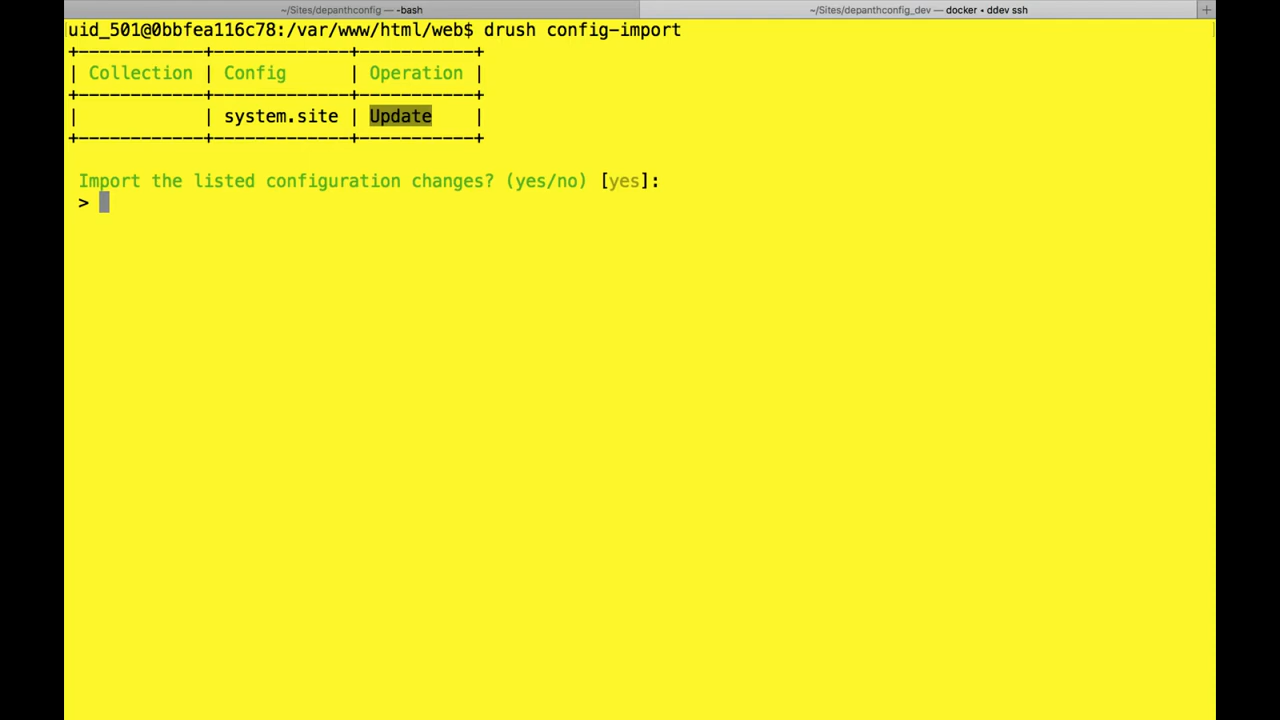 ~/Sites/depanthconfig — -bash ~/Sites/depanthconfig_dev — docker • ddev ssh +
uid_501@0bbfea116c78:/var/www/html/web$ drush config-import
+------------+-------------+-----------+
| Collection | Config      | Operation |
+------------+-------------+-----------+
|            | system.site | Update    |
+------------+-------------+-----------+
Import the listed configuration changes? (yes/no) [yes]:
>